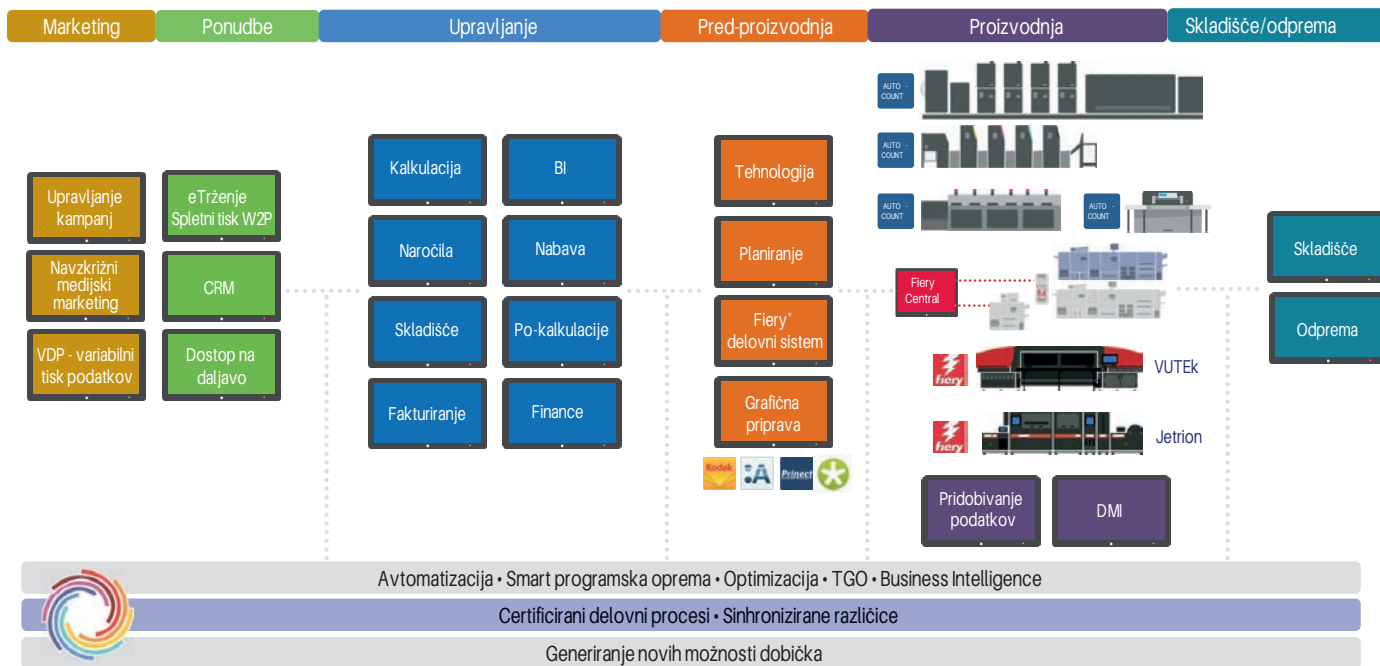 Marketing
Ponudbe
Upravljanje
Pred-proizvodnja
Proizvodnja
Skladišče/odprema
Upravljanje
kampanj
Navzkrižni
medijski
marketing
VDP - variabilni
tisk podatkov
eTrženje
Spletni tisk W2P
CRM
Dostop na
daljavo
Kalkulacija
BI
Naročila
Nabava
Skladišče
Po-kalkulacije
Fakturiranje
Finance
Tehnologija
Planiranje
Fiery®
delovni sistem
Grafična
priprava
Kodak
:A
Prinect
AUTO -
COUNT
AUTO -
COUNT
AUTO -
COUNT
AUTO -
COUNT
Fiery
Central
fiery
VUTEk
fiery
Jetrion
Pridobivanje
podatkov
DMI
Skladišče
Odprema
Avtomatizacija • Smart programska oprema • Optimizacija • TGO • Business Intelligence
Certificirani delovni procesi • Sinhronizirane različice
Generiranje novih možnosti dobička